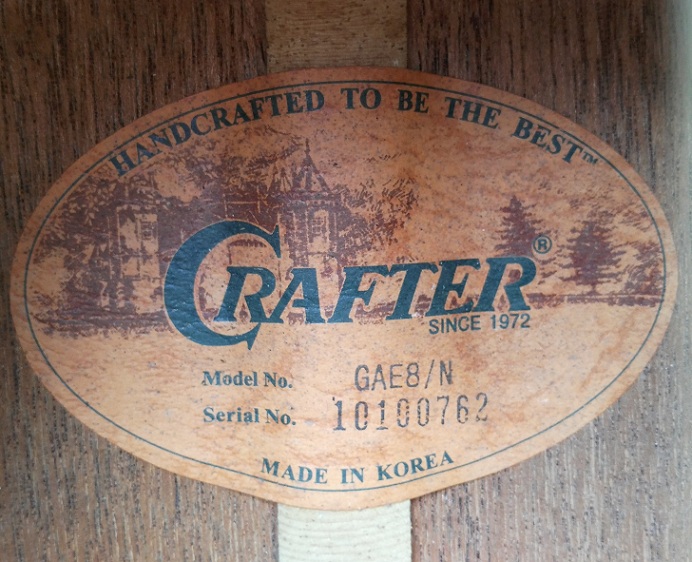 HANDCRAFTED TO BE THE BEST™
CRAFTER®
SINCE 1972
Model No. GAE8/N
Serial No. 10100762
MADE IN KOREA